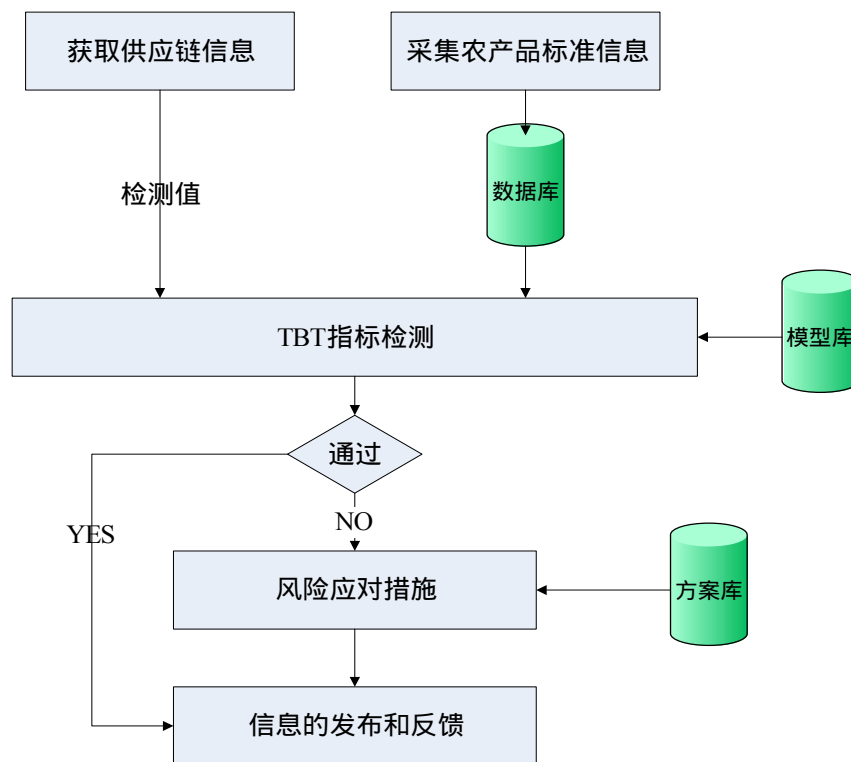 获取供应链信息
采集农产品标准信息
数据库
检测值
TBT指标检测
模型库
通过
YES
NO
风险应对措施
方案库
信息的发布和反馈